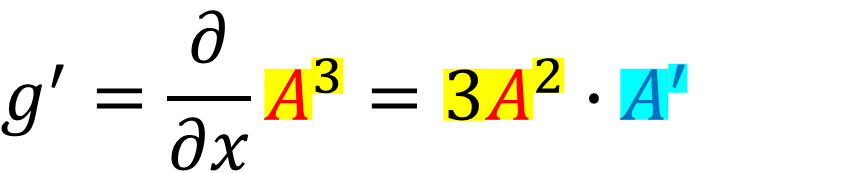 g′ = ∂/∂x A³ = 3A² · A′